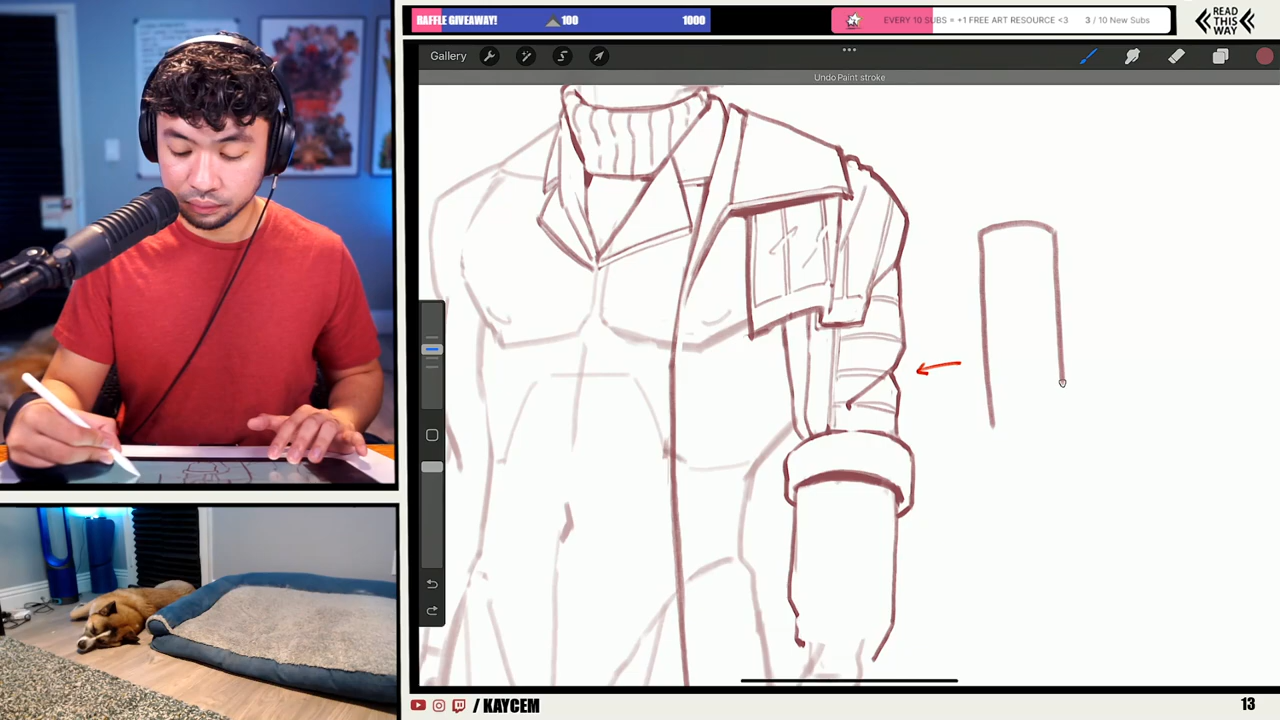 RAFFLE GIVEAWAY! 100 1000
EVERY 10 SUBS = +1 FREE ART RESOURCE <3 3 / 10 New Subs
READ
THIS
WAY
Gallery
Undo Paint stroke
/ KAYCEM
13